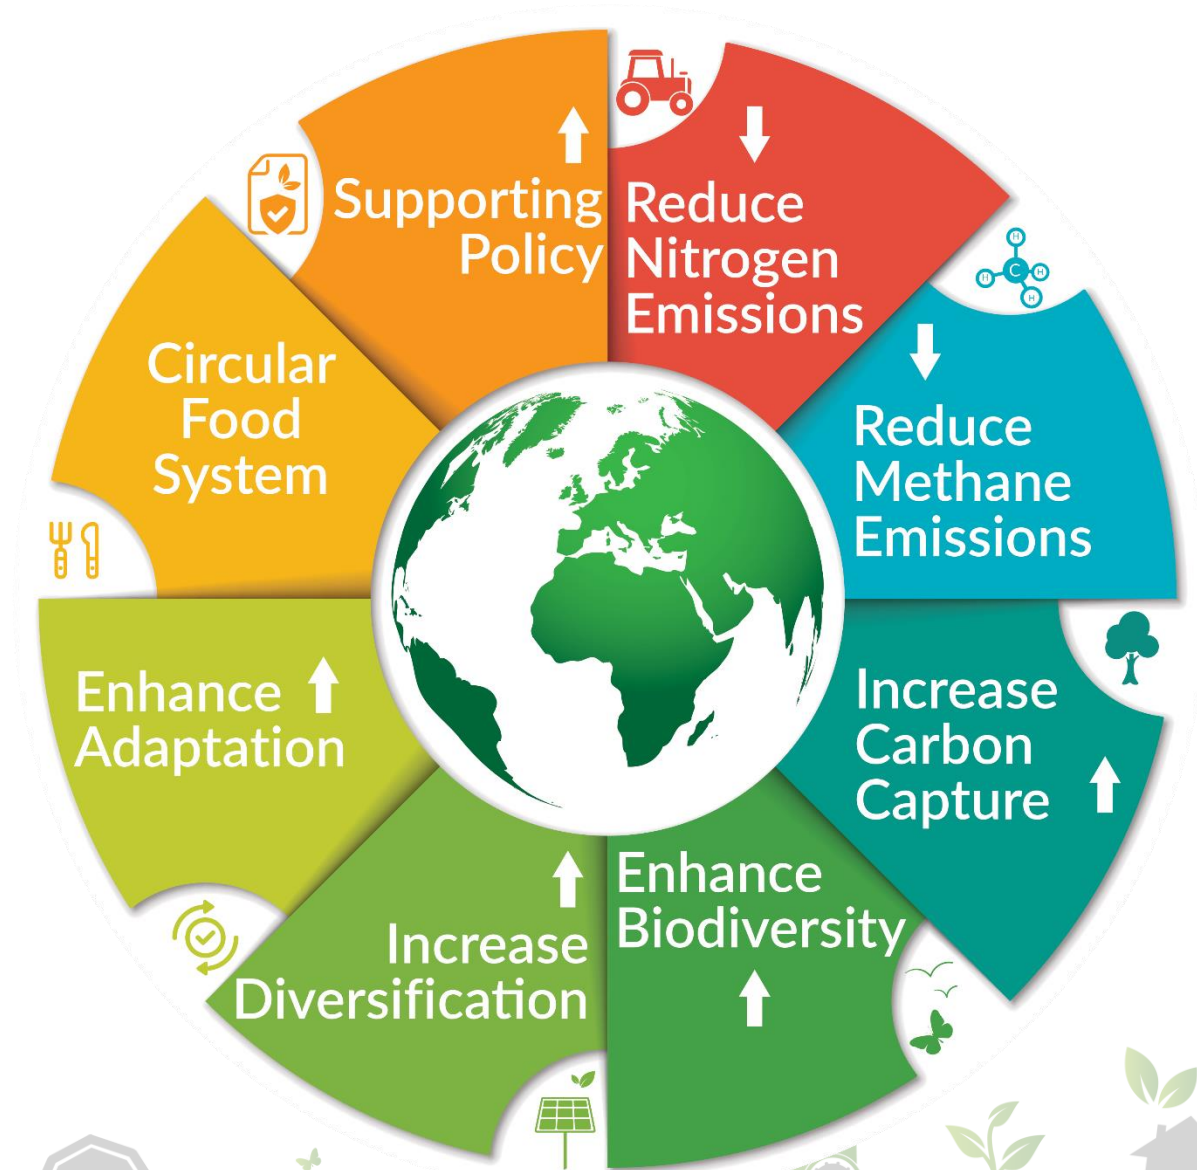 Supporting
Policy
Reduce
Nitrogen
Emissions
H
C
H
H
H
Reduce
Methane
Emissions
Increase
Carbon
Capture
Enhance
Biodiversity
Increase
Diversification
Enhance
Adaptation
Circular
Food
System